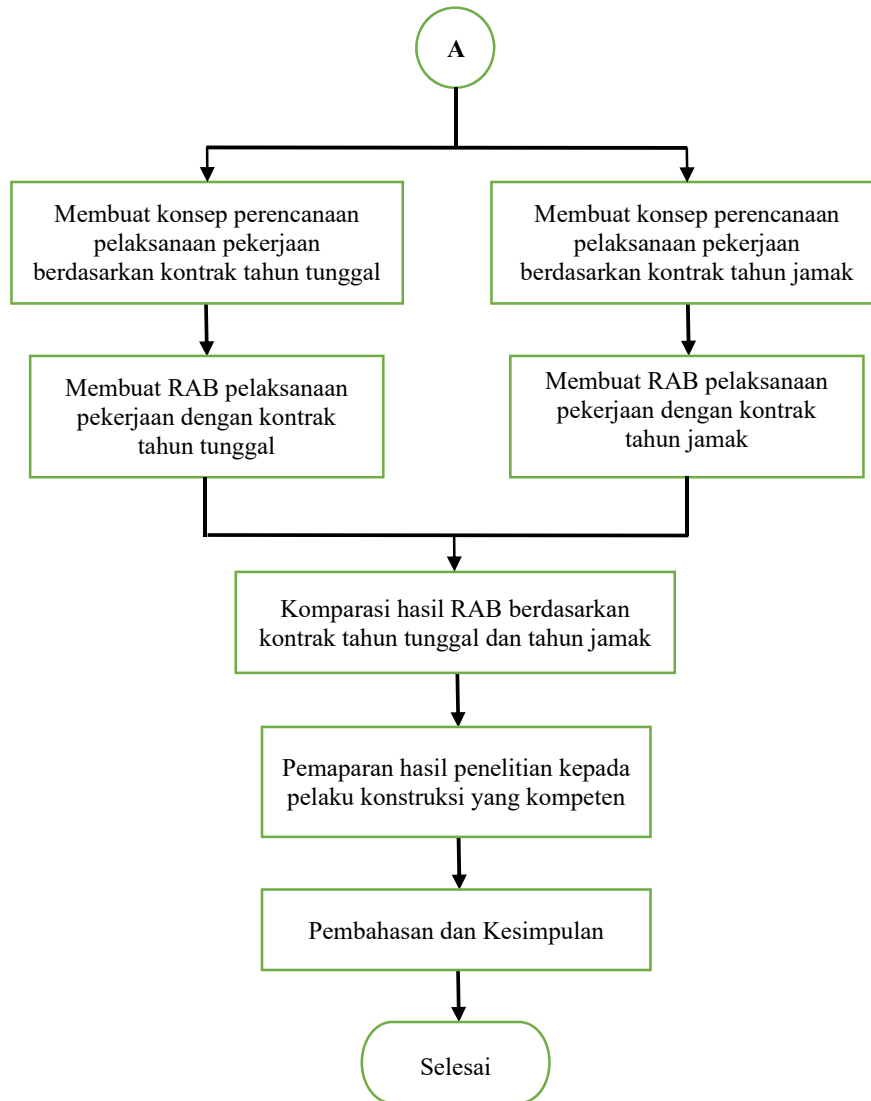 A
Membuat konsep perencanaan
pelaksanaan pekerjaan
berdasarkan kontrak tahun tunggal
Membuat konsep perencanaan
pelaksanaan pekerjaan
berdasarkan kontrak tahun jamak
Membuat RAB pelaksanaan
pekerjaan dengan kontrak
tahun tunggal
Membuat RAB pelaksanaan
pekerjaan dengan kontrak
tahun jamak
Komparasi hasil RAB berdasarkan
kontrak tahun tunggal dan tahun jamak
Pemaparan hasil penelitian kepada
pelaku konstruksi yang kompeten
Pembahasan dan Kesimpulan
Selesai